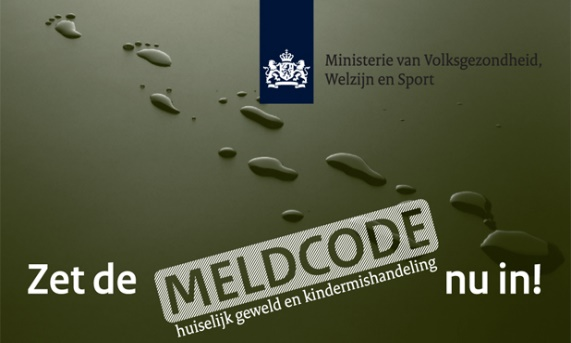 Ministerie van Volksgezondheid,
Welzijn en Sport
Zet de MELDCODE nu in!
huiselijk geweld en kindermishandeling